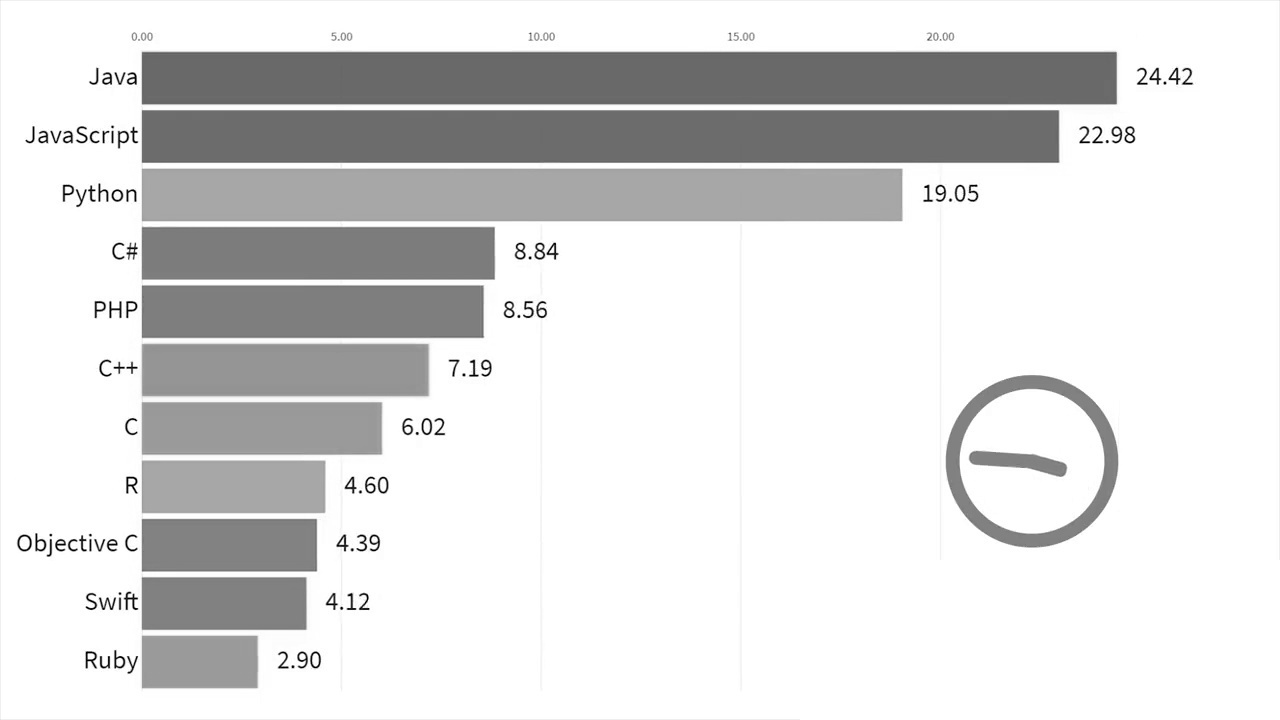 0.00 5.00 10.00 15.00 20.00
Java 24.42
JavaScript 22.98
Python 19.05
C# 8.84
PHP 8.56
C++ 7.19
C 6.02
R 4.60
Objective C 4.39
Swift 4.12
Ruby 2.90